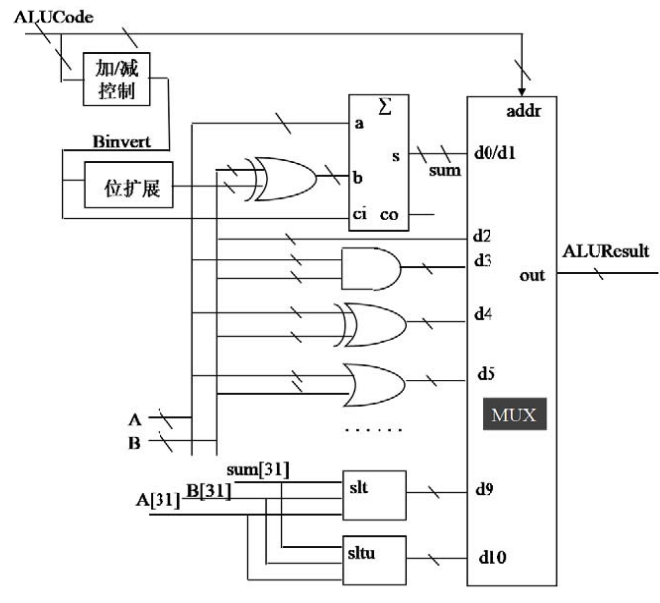 ALUCode
加/减
控制
Σ
addr
a
Binvert
s
d0/d1
sum
位扩展
b
ci
co
d2
d3
out
ALUResult
d4
d5
A
MUX
B
......
sum[31]
B[31]
A[31]
slt
d9
sltu
d10